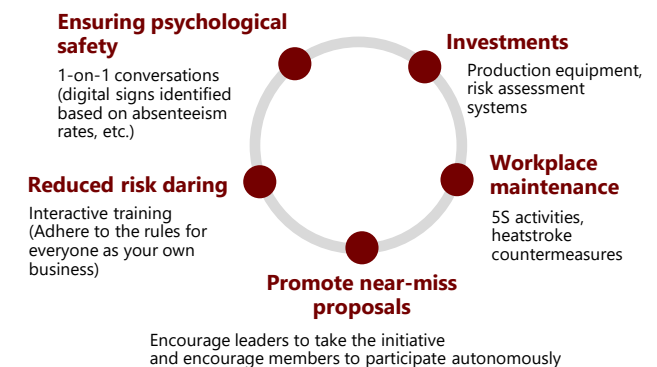 Ensuring psychological
safety
1-on-1 conversations
(digital signs identified
based on absenteeism
rates, etc.)
Investments
Production equipment,
risk assessment
systems
Workplace
maintenance
5S activities,
heatstroke
countermeasures
Reduced risk daring
Interactive training
(Adhere to the rules for
everyone as your own
business)
Promote near-miss
proposals
Encourage leaders to take the initiative
and encourage members to participate autonomously